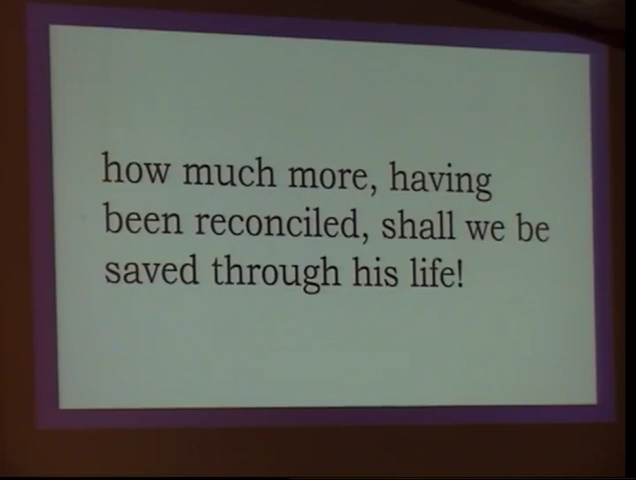 how much more, having
been reconciled, shall we be
saved through his life!